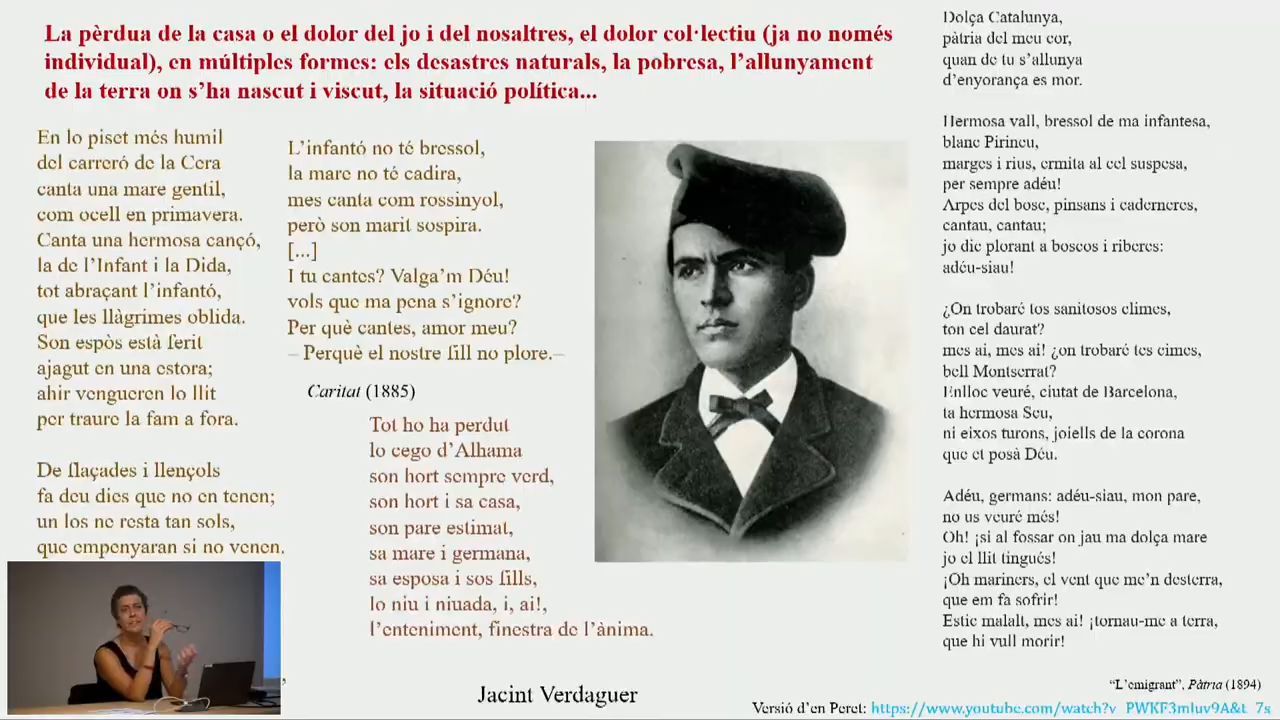 La pèrdua de la casa o el dolor del jo i del nosaltres, el dolor col·lectiu (ja no només
individual), en múltiples formes: els desastres naturals, la pobresa, l’allunyament
de la terra on s’ha nascut i viscut, la situació política...
En lo piset més humil
del carreró de la Cera
canta una mare gentil,
com ocell en primavera.
Canta una hermosa cançó,
la de l’Infant i la Dida,
tot abraçant l’infantó,
que les llàgrimes oblida.
Son espòs està ferit
ajagut en una estora;
ahir vengueren lo llit
per traure la fam a fora.
De flaçades i llençols
fa deu dies que no en tenen;
un los ne resta tan sols,
que empenyaran si no venen.
L’infantó no té bressol,
la mare no té cadira,
mes canta com rossinyol,
però son marit sospira.
[...]
I tu cantes? Valga’m Déu!
vols que ma pena s’ignore?
Per què cantes, amor meu?
– Perquè el nostre fill no plore.–
Caritat (1885)
Tot ho ha perdut
lo cego d’Alhama
son hort sempre verd,
son hort i sa casa,
son pare estimat,
sa mare i germana,
sa esposa i sos fills,
lo niu i niuada, i, ai!,
l’enteniment, finestra de l’ànima.
Jacint Verdaguer
Dolça Catalunya,
pàtria del meu cor,
quan de tu s’allunya
d’enyorança es mor.
Hermosa vall, bressol de ma infantesa,
blanc Pirineu,
marges i rius, ermita al cel suspesa,
per sempre adéu!
Arpes del bosc, pinsans i caderneres,
cantau, cantau;
jo dic plorant a boscos i riberes:
adéu-siau!
¿On trobaré tos sanitosos climes,
ton cel daurat?
mes ai, mes ai! ¿on trobaré tes cimes,
bell Montserrat?
Enlloc veuré, ciutat de Barcelona,
ta hermosa Seu,
ni eixos turons, joiells de la corona
que et posà Déu.
Adéu, germans: adéu-siau, mon pare,
no us veuré més!
Oh! ¡si al fossar on jau ma dolça mare
jo el llit tingués!
¡Oh mariners, el vent que me’n desterra,
que em fa sofrir!
Estic malalt, mes ai! ¡tornau-me a terra,
que hi vull morir!
“L’emigrant”, Pàtria (1894)
Versió d’en Peret: https://www.youtube.com/watch?v_PWKF3mIuv9A&t_7s